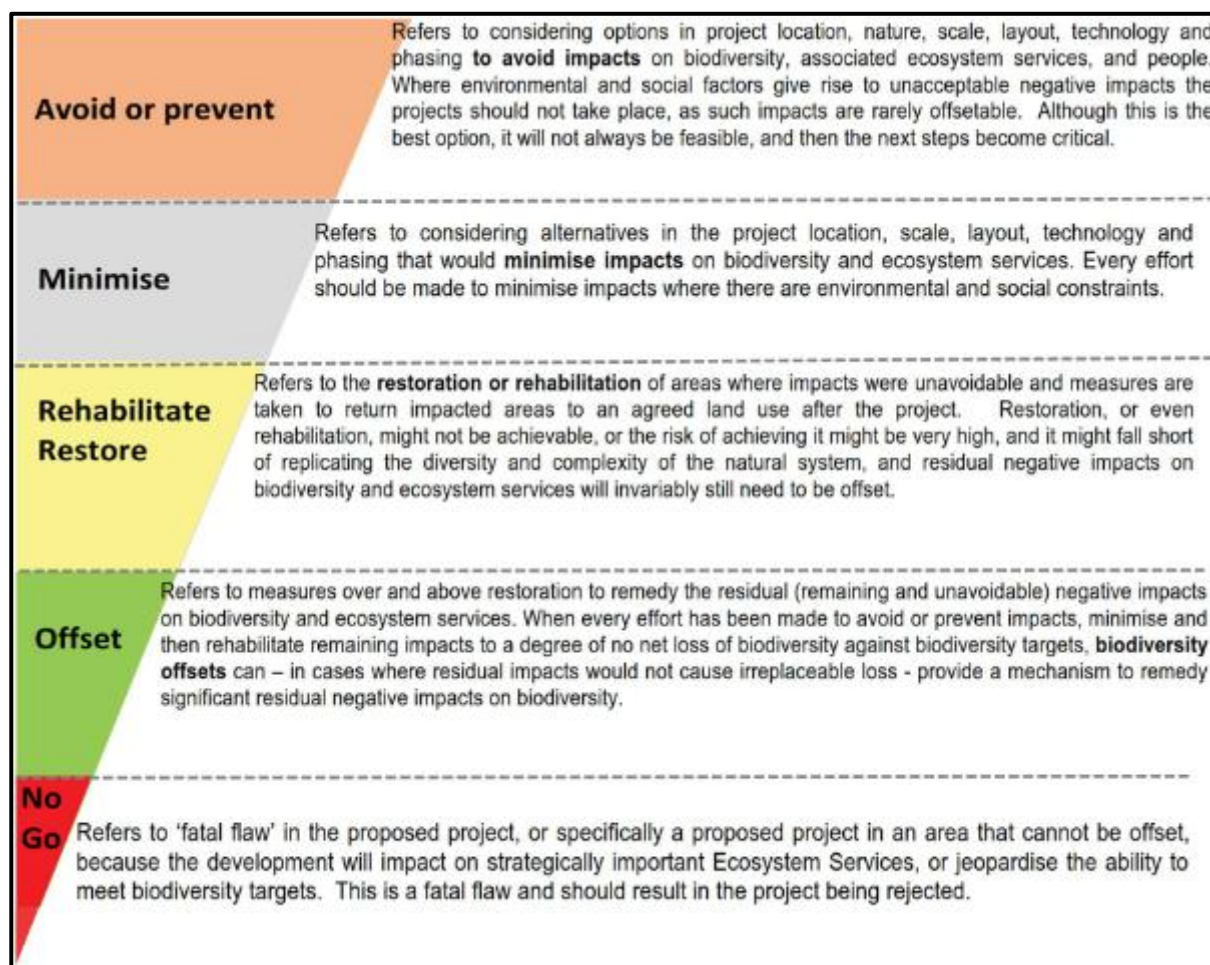 Refers to considering options in project location, nature, scale, layout, technology and
phasing to avoid impacts on biodiversity, associated ecosystem services, and people.
Where environmental and social factors give rise to unacceptable negative impacts the
projects should not take place, as such impacts are rarely offsetable. Although this is the
best option, it will not always be feasible, and then the next steps become critical.
Avoid or prevent
Refers to considering alternatives in the project location, scale, layout, technology and
phasing that would minimise impacts on biodiversity and ecosystem services. Every effort
should be made to minimise impacts where there are environmental and social constraints.
Minimise
Refers to the restoration or rehabilitation of areas where impacts were unavoidable and measures are
taken to return impacted areas to an agreed land use after the project. Restoration, or even
rehabilitation, might not be achievable, or the risk of achieving it might be very high, and it might fall short
of replicating the diversity and complexity of the natural system, and residual negative impacts on
biodiversity and ecosystem services will invariably still need to be offset.
Rehabilitate
Restore
Refers to measures over and above restoration to remedy the residual (remaining and unavoidable) negative impacts
on biodiversity and ecosystem services. When every effort has been made to avoid or prevent impacts, minimise and
then rehabilitate remaining impacts to a degree of no net loss of biodiversity against biodiversity targets, biodiversity
offsets can – in cases where residual impacts would not cause irreplaceable loss - provide a mechanism to remedy
significant residual negative impacts on biodiversity.
Offset
No
Go
Refers to ‘fatal flaw’ in the proposed project, or specifically a proposed project in an area that cannot be offset,
because the development will impact on strategically important Ecosystem Services, or jeopardise the ability to
meet biodiversity targets. This is a fatal flaw and should result in the project being rejected.